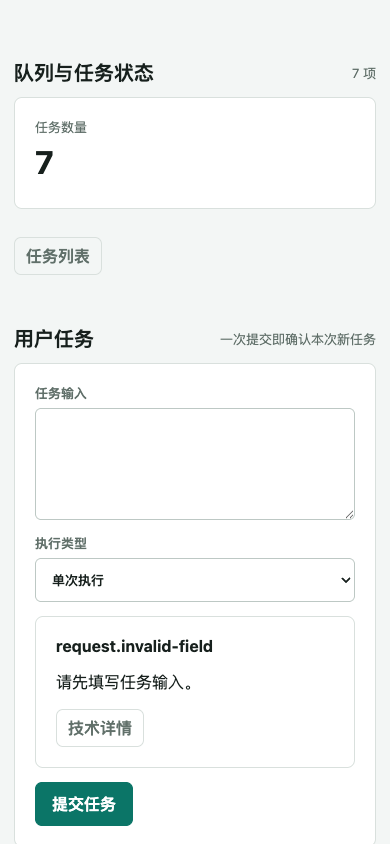 队列与任务状态
7 项
任务数量
7
任务列表
用户任务
一次提交即确认本次新任务
任务输入
执行类型
单次执行
request.invalid-field
请先填写任务输入。
技术详情
提交任务